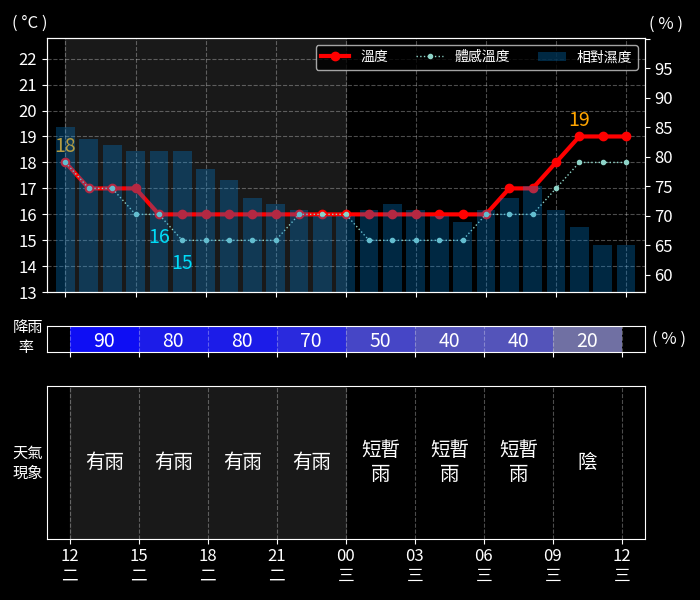 ( °C )
( % )
溫度 體感溫度 相對濕度
22
21
20
19
18
17
16
15
14
13
95
90
85
80
75
70
65
60
18
16
15
19
降雨
率
90 80 80 70 50 40 40 20
( % )
天氣
現象
有雨 有雨 有雨 有雨 短暫雨 短暫雨 短暫雨 陰
12 15 18 21 00 03 06 09 12
二 二 二 二 三 三 三 三 三